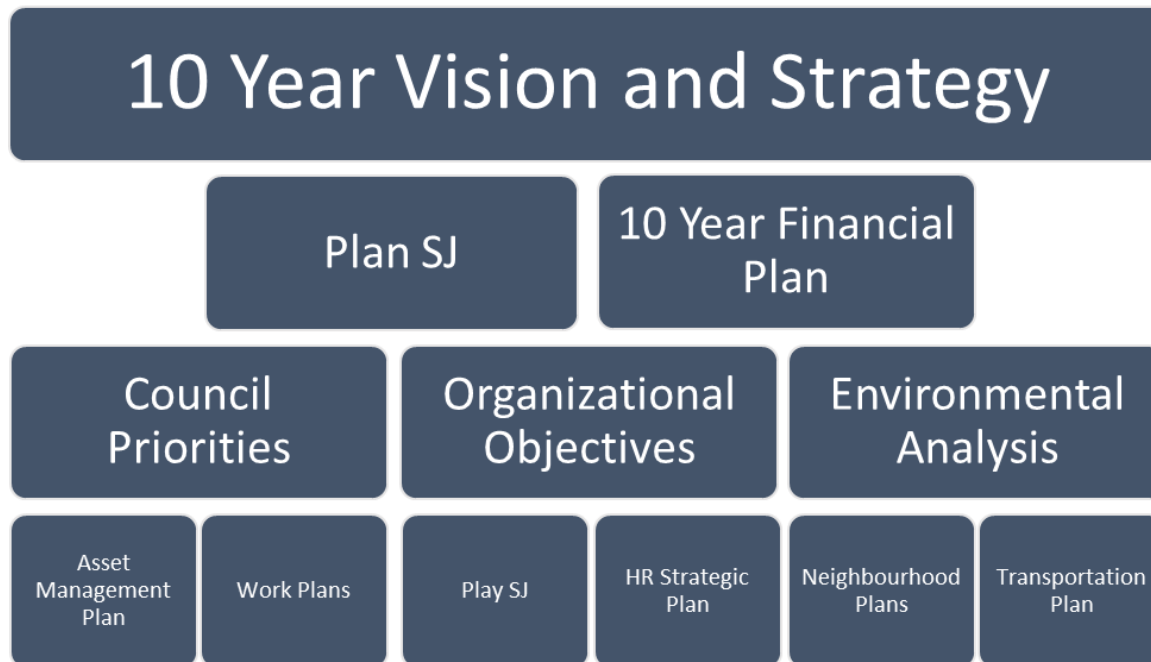 10 Year Vision and Strategy
Plan SJ
10 Year Financial
Plan
Council
Priorities
Organizational
Objectives
Environmental
Analysis
Asset
Management
Plan
Work Plans
Play SJ
HR Strategic
Plan
Neighbourhood
Plans
Transportation
Plan